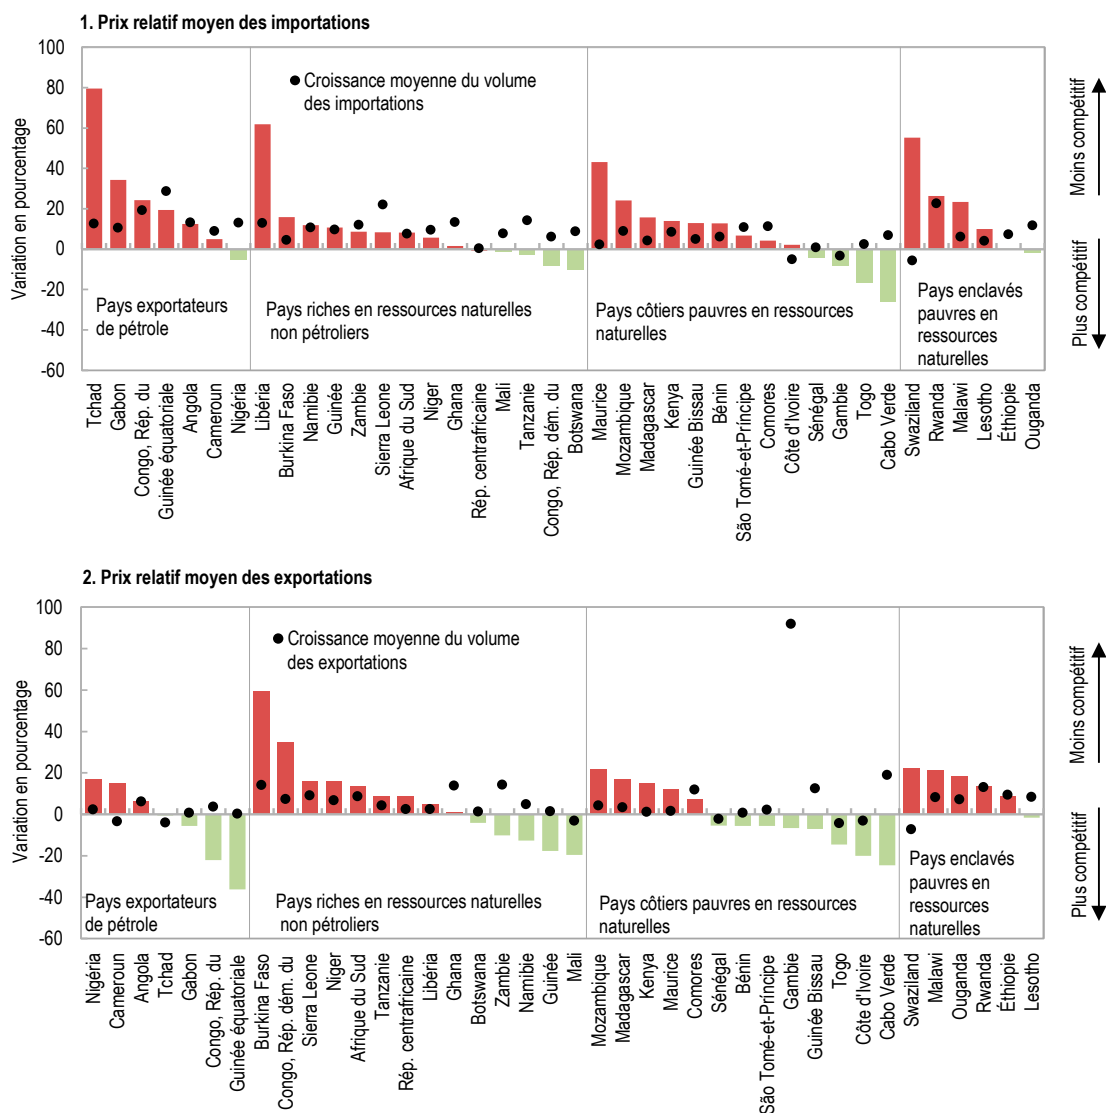 1. Prix relatif moyen des importations
100
80
60
40
20
0
-20
-40
-60
Variation en pourcentage
Croissance moyenne du volume
des importations
Pays exportateurs
de pétrole
Pays riches en ressources naturelles
non pétroliers
Pays côtiers pauvres en ressources
naturelles
Pays enclavés
pauvres en
ressources
naturelles
Moins compétitif
Plus compétitif
Tchad
Gabon
Congo, Rép. du
Guinée équatoriale
Angola
Cameroun
Nigéria
Libéria
Burkina Faso
Namibie
Guinée
Zambie
Sierra Leone
Afrique du Sud
Niger
Ghana
Rép. centrafricaine
Mali
Tanzanie
Congo, Rép. dém. du
Botswana
Maurice
Mozambique
Madagascar
Kenya
Guinée Bissau
Bénin
São Tomé-et-Príncipe
Comores
Côte d'Ivoire
Sénégal
Gambie
Togo
Cabo Verde
Swaziland
Rwanda
Malawi
Lesotho
Éthiopie
Ouganda
2. Prix relatif moyen des exportations
100
80
60
40
20
0
-20
-40
-60
Variation en pourcentage
Croissance moyenne du volume
des exportations
Pays exportateurs
de pétrole
Pays riches en ressources naturelles
non pétroliers
Pays côtiers pauvres en ressources
naturelles
Pays enclavés
pauvres en
ressources
naturelles
Moins compétitif
Plus compétitif
Nigéria
Cameroun
Angola
Tchad
Gabon
Congo, Rép. du
Guinée équatoriale
Burkina Faso
Congo, Rép. dém. du
Sierra Leone
Niger
Afrique du Sud
Tanzanie
Rép. centrafricaine
Libéria
Ghana
Botswana
Zambie
Namibie
Guinée
Mali
Mozambique
Madagascar
Kenya
Maurice
Comores
Sénégal
Bénin
São Tomé-et-Príncipe
Gambie
Guinée Bissau
Togo
Côte d'Ivoire
Cabo Verde
Swaziland
Malawi
Ouganda
Rwanda
Éthiopie
Lesotho